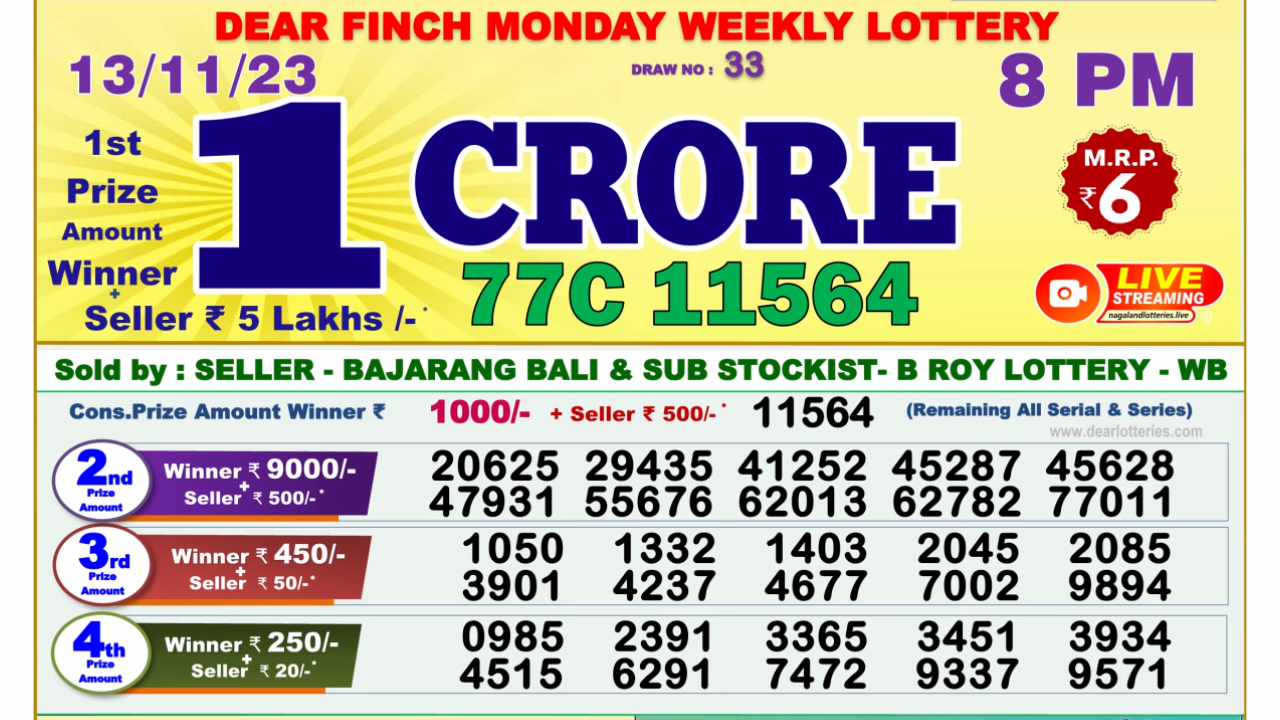 DEAR FINCH MONDAY WEEKLY LOTTERY
13/11/23
DRAW NO : 33
8 PM
1st
Prize
Amount
Winner
+
Seller ₹ 5 Lakhs /-*
1 CRORE
77C 11564
M.R.P.
₹6
LIVE
STREAMING
nagalandlotteries.live
Sold by : SELLER - BAJARANG BALI & SUB STOCKIST- B ROY LOTTERY - WB
Cons.Prize Amount Winner ₹ 1000/- + Seller ₹ 500/-* 11564 (Remaining All Serial & Series)
www.dearlotteries.com
2nd
Prize
Amount
Winner ₹ 9000/-
+
Seller ₹ 500/-*
20625 29435 41252 45287 45628
47931 55676 62013 62782 77011
3rd
Prize
Amount
Winner ₹ 450/-
+
Seller ₹ 50/-*
1050 1332 1403 2045 2085
3901 4237 4677 7002 9894
4th
Prize
Amount
Winner ₹ 250/-
+
Seller ₹ 20/-*
0985 2391 3365 3451 3934
4515 6291 7472 9337 9571